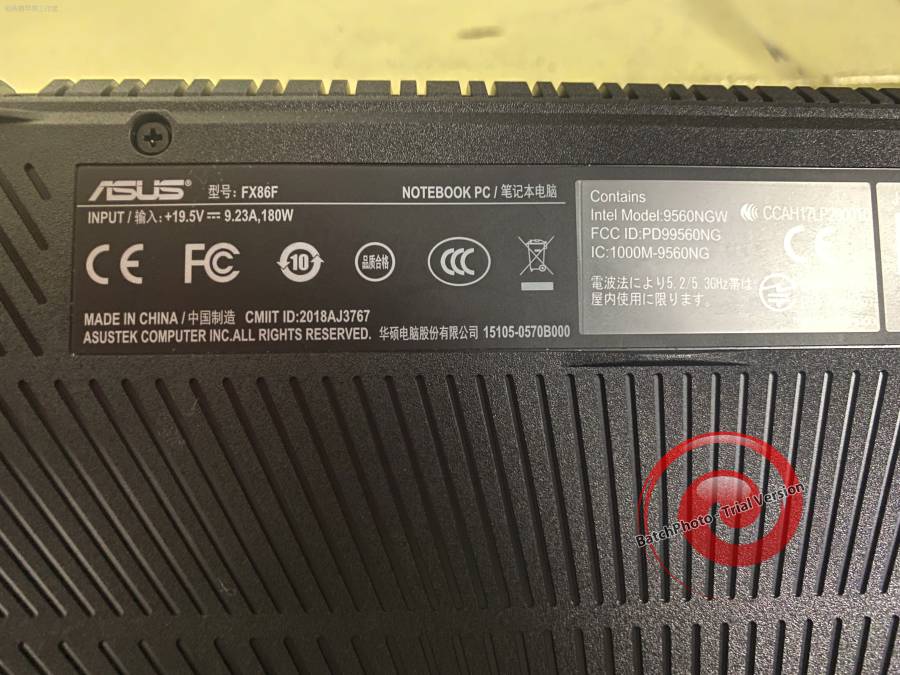 ASUS® 型号: FX86F NOTEBOOK PC / 笔记本电脑
INPUT / 输入: +19.5V 9.23A,180W
CE FC 10 品质合格 CCC
MADE IN CHINA / 中国制造 CMIIT ID:2018AJ3767
ASUSTEK COMPUTER INC.ALL RIGHTS RESERVED. 华硕电脑股份有限公司 15105-0570B000
Contains
Intel Model:9560NGW
FCC ID:PD99560NG
IC:1000M-9560NG
CE
電波法により5.2/5.3GHz帯は
屋内使用に限ります。
BatchPhoto - Trial Version